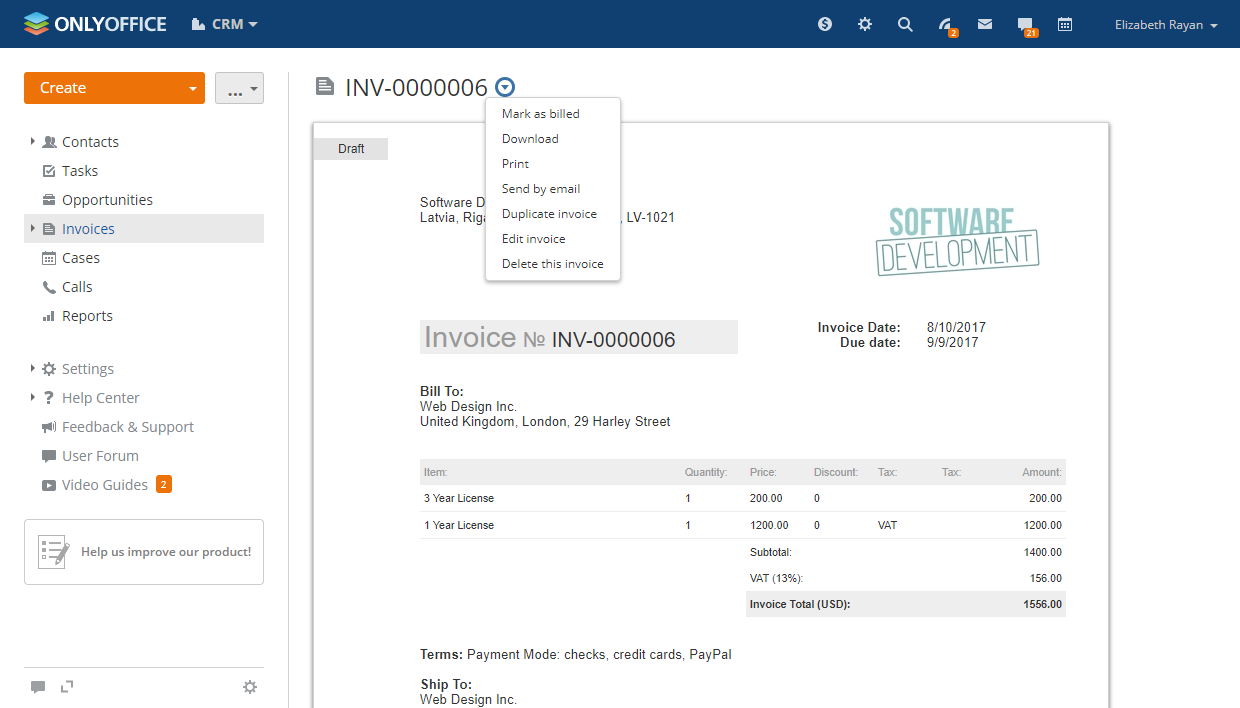 ONLYOFFICE CRM 2 21 Elizabeth Rayan
Create ...
Contacts
Tasks
Opportunities
Invoices
Cases
Calls
Reports
Settings
Help Center
Feedback & Support
User Forum
Video Guides 2
Help us improve our product!
INV-0000006
Mark as billed
Download
Print
Send by email
Duplicate invoice
Edit invoice
Delete this invoice
Draft
Software D
Latvia, Riga , LV-1021
SOFTWARE
DEVELOPMENT
Invoice № INV-0000006
Invoice Date: 8/10/2017
Due date: 9/9/2017
Bill To:
Web Design Inc.
United Kingdom, London, 29 Harley Street
Item: Quantity: Price: Discount: Tax: Tax: Amount:
3 Year License 1 200.00 0 200.00
1 Year License 1 1200.00 0 VAT 1200.00
Subtotal: 1400.00
VAT (13%): 156.00
Invoice Total (USD): 1556.00
Terms: Payment Mode: checks, credit cards, PayPal
Ship To:
Web Design Inc.